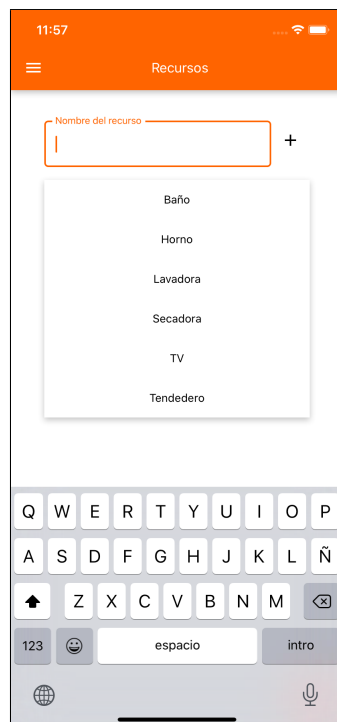 11:57
Recursos
Nombre del recurso
+
Baño
Horno
Lavadora
Secadora
TV
Tendedero
Q W E R T Y U I O P
A S D F G H J K L Ñ
Z X C V B N M
123 espacio intro